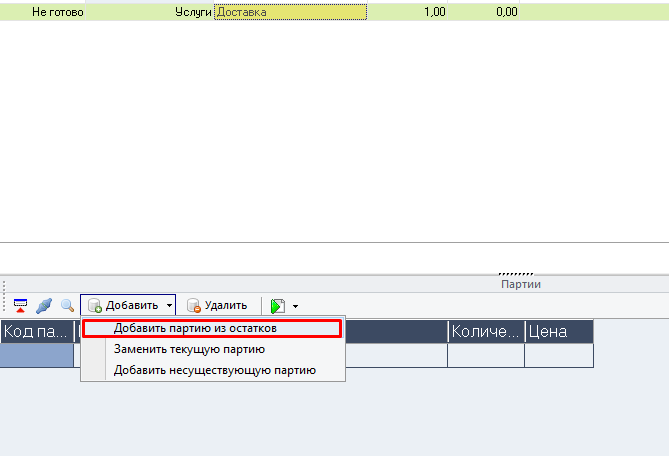 Не готово Услуги Доставка 1,00 0,00
Партии
Добавить Удалить
Добавить партию из остатков
Код па... Количе... Цена
Заменить текущую партию
Добавить несуществующую партию